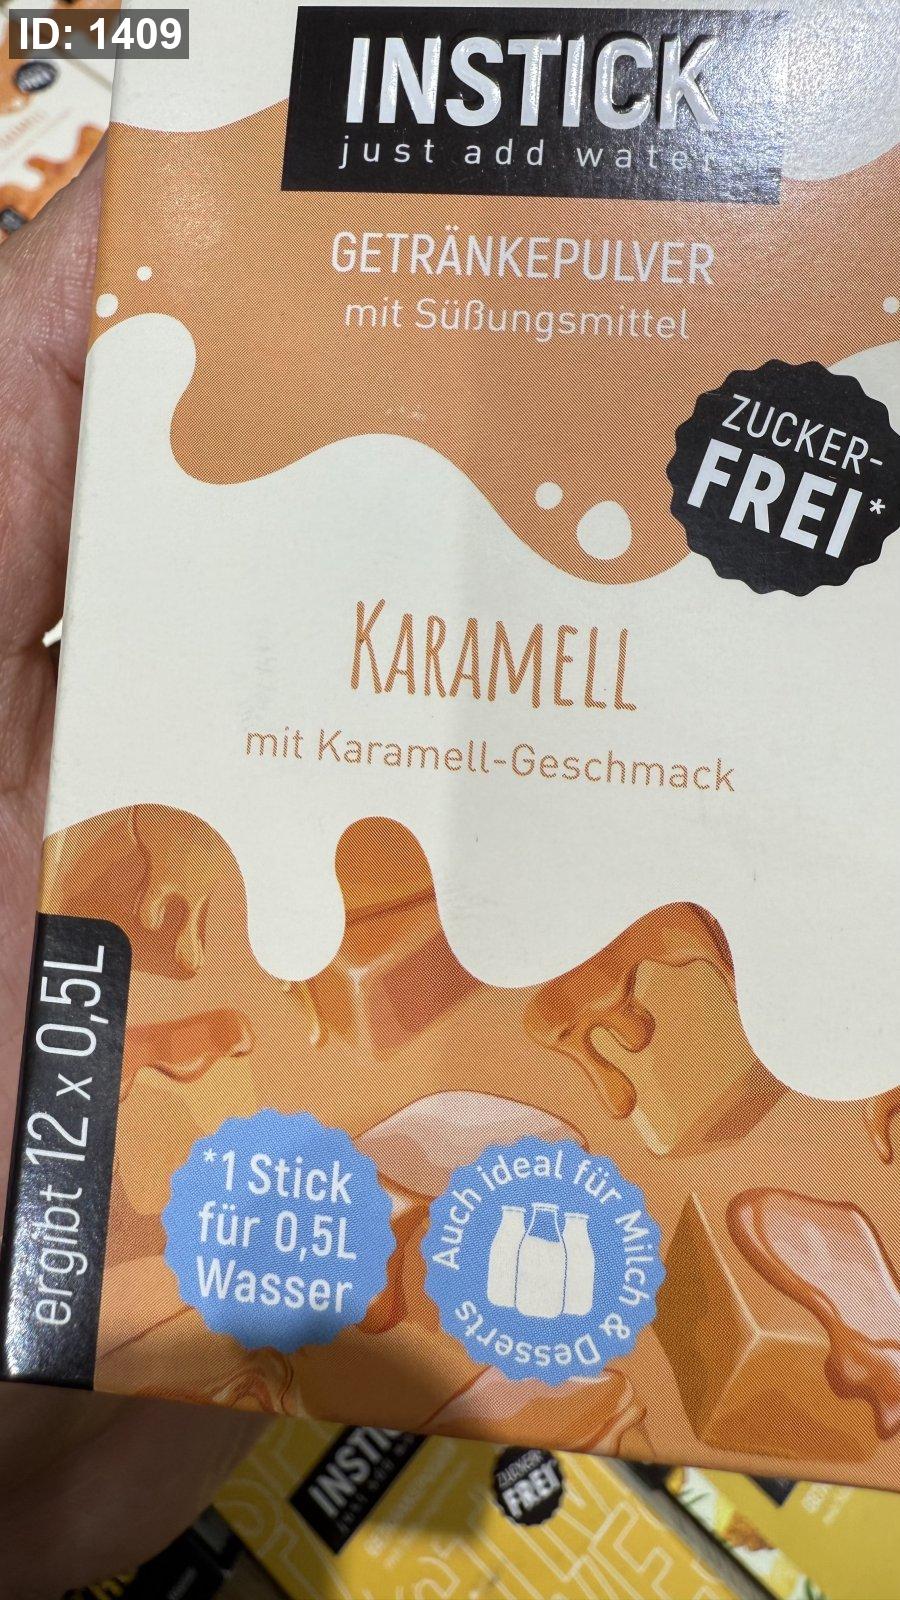 ID: 1409
INSTICK
just add water
GETRÄNKEPULVER
mit Süßungsmittel
ZUCKER-
FREI*
KARAMELL
mit Karamell-Geschmack
ergibt 12 x 0,5L
*1 Stick
für 0,5L
Wasser
Auch ideal für Milch & Desserts
INSTICK
ZUCKER-
FREI